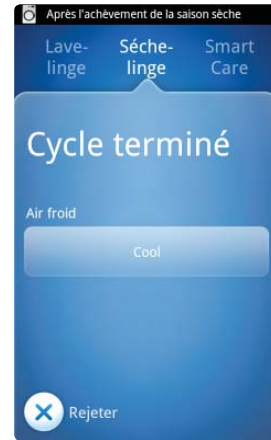 Après l'achèvement de la saison sèche
Lave-
linge
Séche-
linge
Smart
Care
Cycle terminé
Air froid
Cool
Rejeter